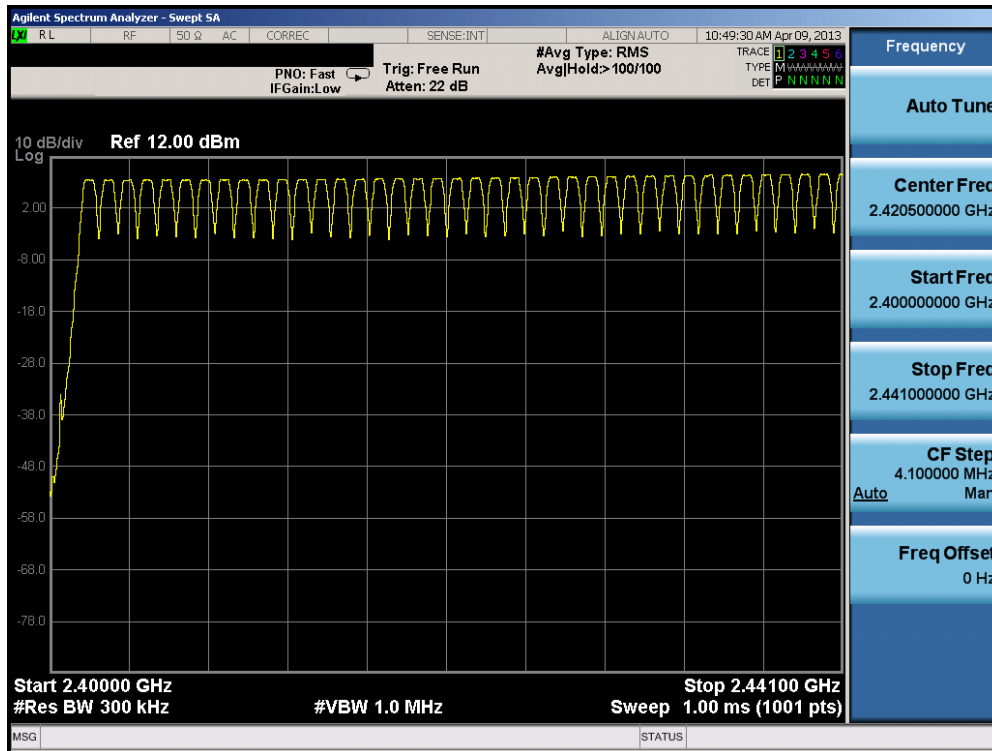 Agilent Spectrum Analyzer - Swept SA
LXI RL RF 50 Ω AC CORREC SENSE:INT ALIGN AUTO 10:49:30 AM Apr 09, 2013
PNO: Fast Trig: Free Run #Avg Type: RMS TRACE 1 2 3 4 5 6
IFGain:Low Atten: 22 dB Avg|Hold:>100/100 TYPE M WWWWW
DET P N N N N N
10 dB/div Ref 12.00 dBm
Log
2.00
-8.00
-18.0
-28.0
-38.0
-48.0
-58.0
-68.0
-78.0
Start 2.40000 GHz Stop 2.44100 GHz
#Res BW 300 kHz #VBW 1.0 MHz Sweep 1.00 ms (1001 pts)
MSG STATUS
Frequency
Auto Tune
Center Freq
2.420500000 GHz
Start Freq
2.400000000 GHz
Stop Freq
2.441000000 GHz
CF Step
4.100000 MHz
Auto Man
Freq Offset
0 Hz